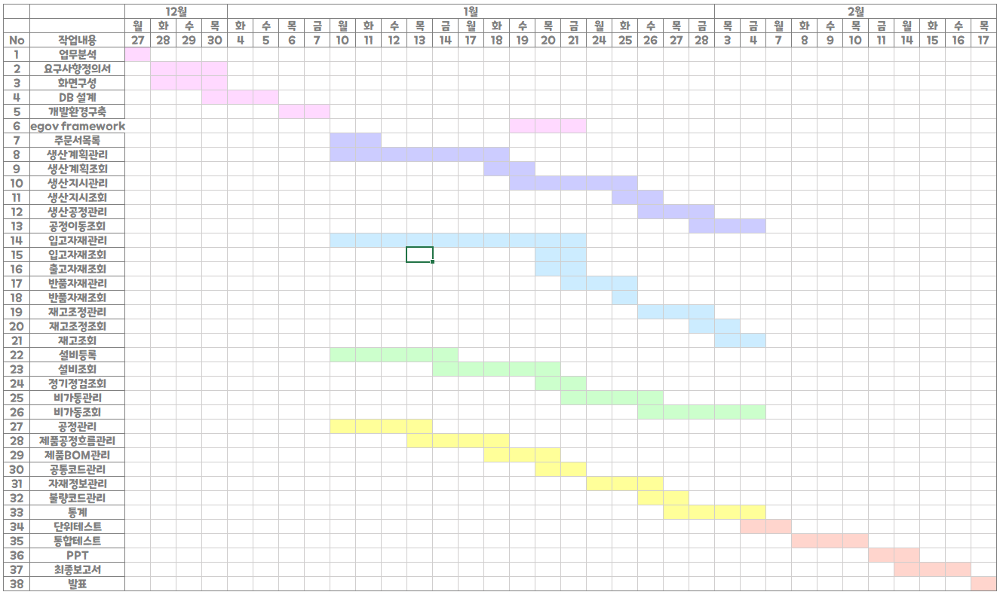 12월 1월 2월
월 화 수 목 화 수 목 금 월 화 수 목 금 월 화 수 목 금 월 화 수 목 금 목 금 월 화 수 목 금 월 화 수 목
No 작업내용 27 28 29 30 4 5 6 7 10 11 12 13 14 17 18 19 20 21 24 25 26 27 28 3 4 7 8 9 10 11 14 15 16 17
1 업무분석
2 요구사항정의서
3 화면구성
4 DB 설계
5 개발환경구축
6 egov framework
7 주문서목록
8 생산계획관리
9 생산계획조회
10 생산지시관리
11 생산지시조회
12 생산공정관리
13 공정이동조회
14 입고자재관리
15 입고자재조회
16 출고자재조회
17 반품자재관리
18 반품자재조회
19 재고조정관리
20 재고조정조회
21 재고조회
22 설비등록
23 설비조회
24 정기점검조회
25 비가동관리
26 비가동조회
27 공정관리
28 제품공정흐름관리
29 제품BOM관리
30 공통코드관리
31 자재정보관리
32 불량코드관리
33 통계
34 단위테스트
35 통합테스트
36 PPT
37 최종보고서
38 발표